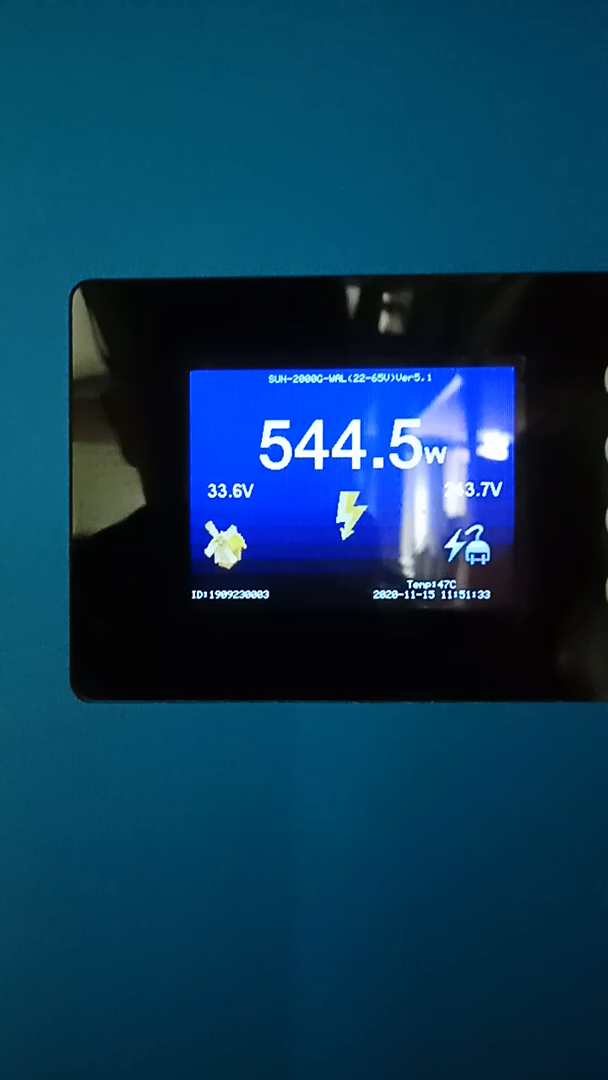 SUN-2000G-WAL(22-65V)Ver5.1
544.5W
33.6V
Temp:47C
ID:1909230003 2020-11-15 11:51:33